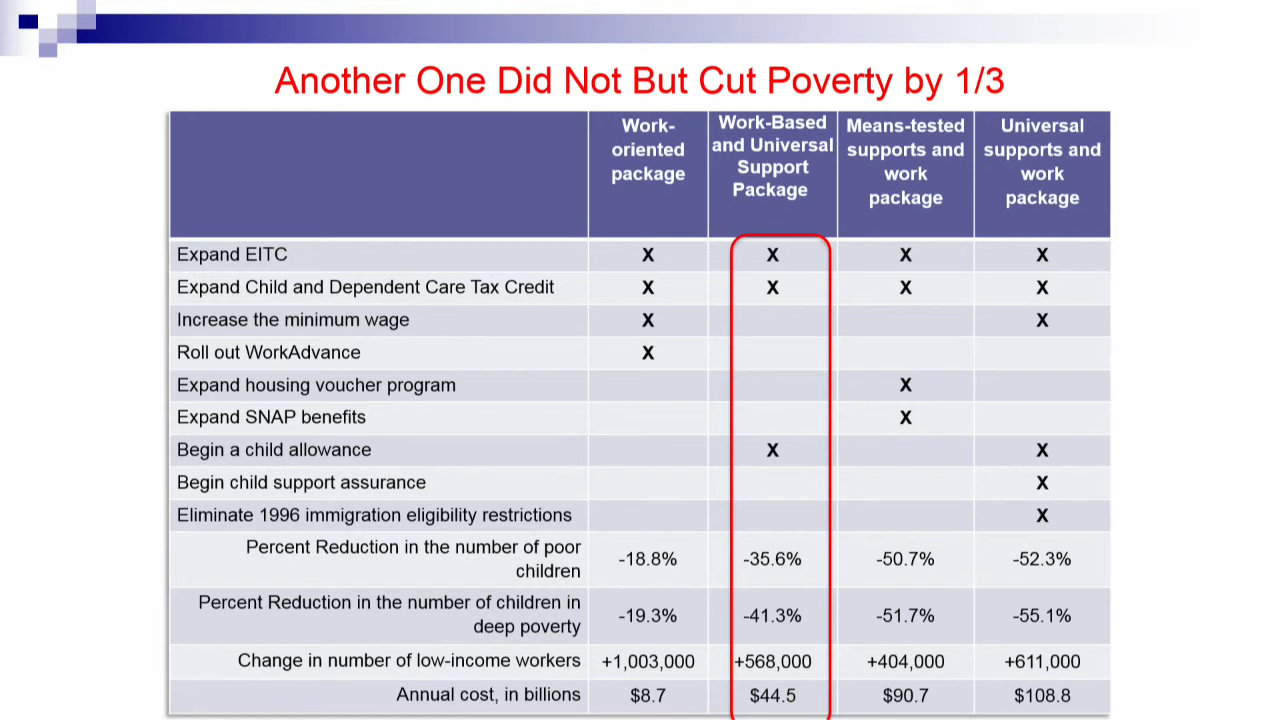 Another One Did Not But Cut Poverty by 1/3
Work-
oriented
package
Work-Based
and Universal
Support
Package
Means-tested
supports and
work
package
Universal
supports and
work
package
Expand EITC X X X X
Expand Child and Dependent Care Tax Credit X X X X
Increase the minimum wage X X
Roll out WorkAdvance X
Expand housing voucher program X
Expand SNAP benefits X
Begin a child allowance X X
Begin child support assurance X
Eliminate 1996 immigration eligibility restrictions X
Percent Reduction in the number of poor
children -18.8% -35.6% -50.7% -52.3%
Percent Reduction in the number of children in
deep poverty -19.3% -41.3% -51.7% -55.1%
Change in number of low-income workers +1,003,000 +568,000 +404,000 +611,000
Annual cost, in billions $8.7 $44.5 $90.7 $108.8